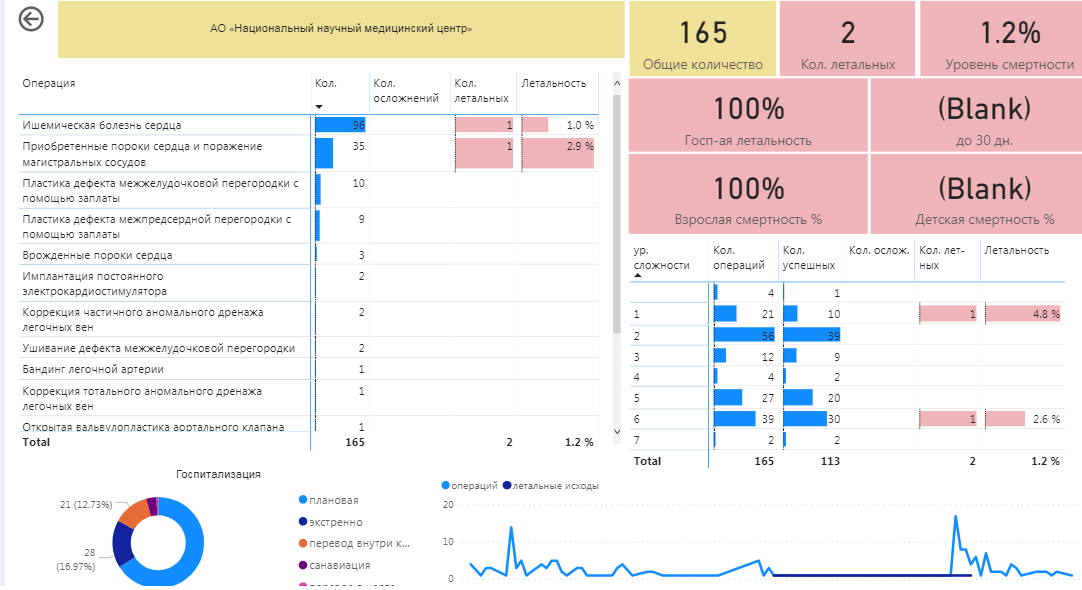 АО «Национальный научный медицинский центр»
165
Общие количество
2
Кол. летальных
1.2%
Уровень смертности
100%
Госп-ая летальность
(Blank)
до 30 дн.
100%
Взрослая смертность %
(Blank)
Детская смертность %
Операция Кол. Кол. осложнений Кол. летальных Летальность
Ишемическая болезнь сердца 96 1 1.0 %
Приобретенные пороки сердца и поражение 35 1 2.9 %
магистральных сосудов
Пластика дефекта межжелудочковой перегородки с 10
помощью заплаты
Пластика дефекта межпредсердной перегородки с 9
помощью заплаты
Врожденные пороки сердца 3
Имплантация постоянного 2
электрокардиостимулятора
Коррекция частичного аномального дренажа 2
легочных вен
Ушивание дефекта межжелудочковой перегородки 2
Бандинг легочной артерии 1
Коррекция тотального аномального дренажа 1
легочных вен
Открытая вальвулопластика аортального клапана 1
Total 165 2 1.2 %
ур. сложности Кол. операций Кол. успешных Кол. ослож. Кол. лет-ных Летальность
4 1
1 21 10 1 4.8 %
2 56 39
3 12 9
4 4 2
5 27 20
6 39 30 1 2.6 %
7 2 2
Total 165 113 2 1.2 %
Госпитализация
21 (12.73%)
28
(16.97%)
плановая
экстренно
перевод внутри к...
санавиация
операций летальные исходы
20
10
0